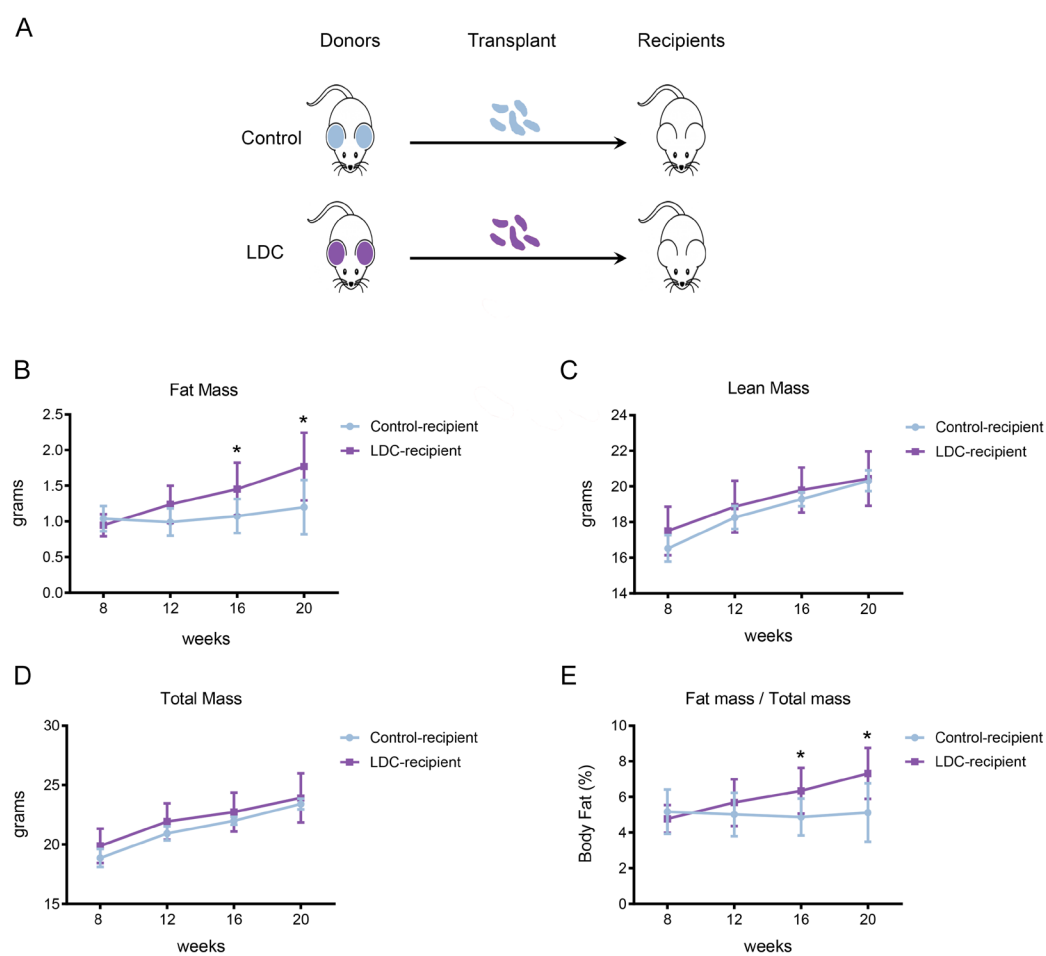 A
Donors Transplant Recipients
Control
LDC
B
Fat Mass
2.5
2.0
1.5
1.0
0.5
0.0
grams
* *
8 12 16 20
weeks
Control-recipient
LDC-recipient
C
Lean Mass
24
22
20
18
16
14
grams
8 12 16 20
weeks
Control-recipient
LDC-recipient
D
Total Mass
30
25
20
15
grams
8 12 16 20
weeks
Control-recipient
LDC-recipient
E
Fat mass / Total mass
10
8
6
4
2
0
Body Fat (%)
* *
8 12 16 20
weeks
Control-recipient
LDC-recipient